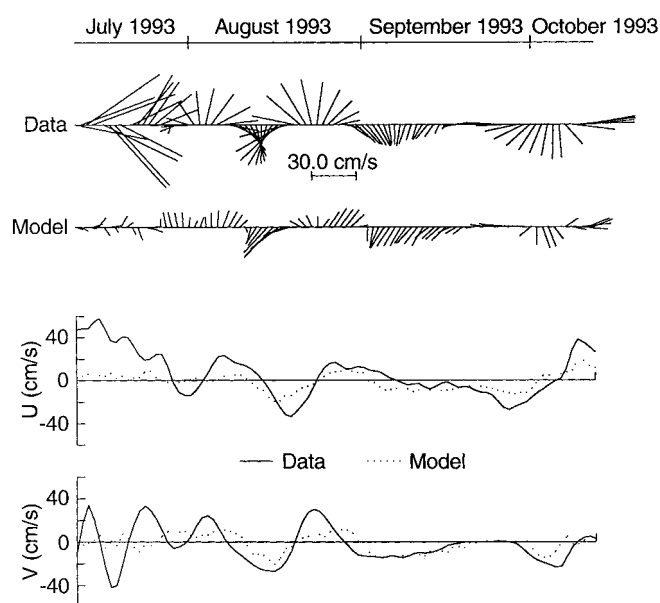 July 1993 August 1993 September 1993 October 1993
Data
30.0 cm/s
Model
40
0
-40
U (cm/s)
Data Model
40
0
-40
V (cm/s)